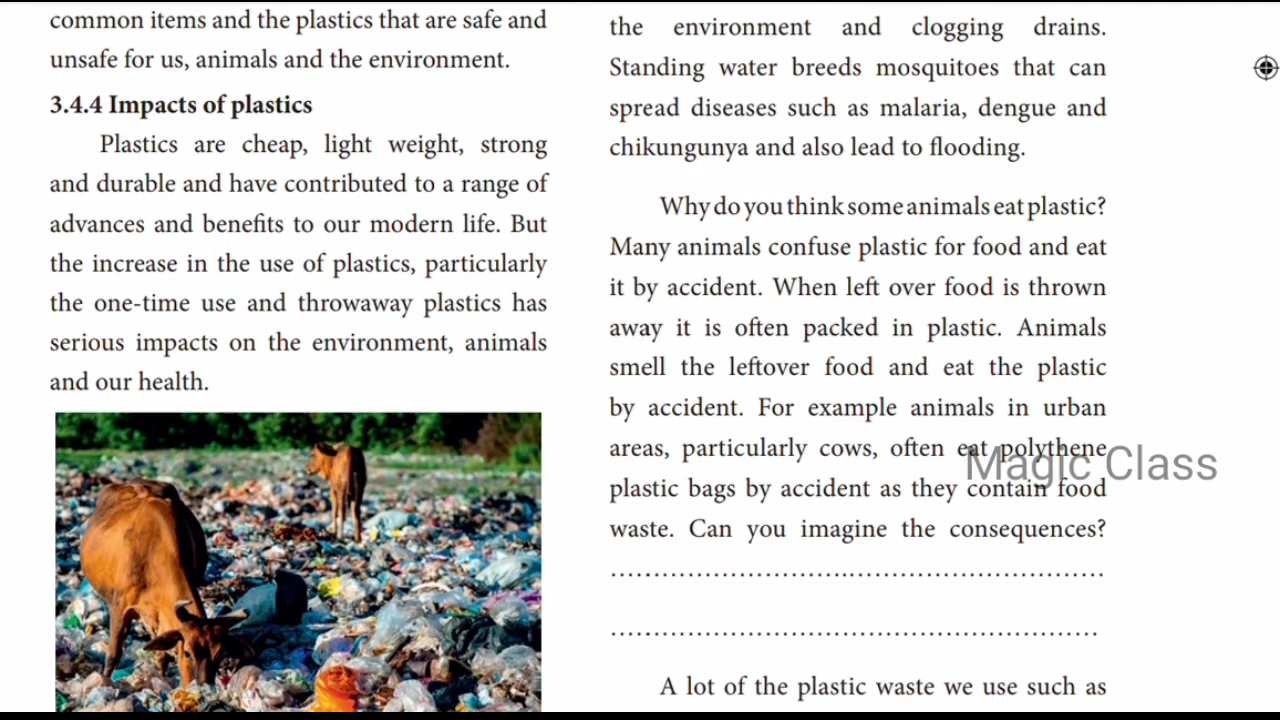 common items and the plastics that are safe and
unsafe for us, animals and the environment.
3.4.4 Impacts of plastics
Plastics are cheap, light weight, strong
and durable and have contributed to a range of
advances and benefits to our modern life. But
the increase in the use of plastics, particularly
the one-time use and throwaway plastics has
serious impacts on the environment, animals
and our health.
the environment and clogging drains.
Standing water breeds mosquitoes that can
spread diseases such as malaria, dengue and
chikungunya and also lead to flooding.
Why do you think some animals eat plastic?
Many animals confuse plastic for food and eat
it by accident. When left over food is thrown
away it is often packed in plastic. Animals
smell the leftover food and eat the plastic
by accident. For example animals in urban
areas, particularly cows, often eat polythene
plastic bags by accident as they contain food
waste. Can you imagine the consequences?
..........................................................
..........................................................
A lot of the plastic waste we use such as
Magic Class